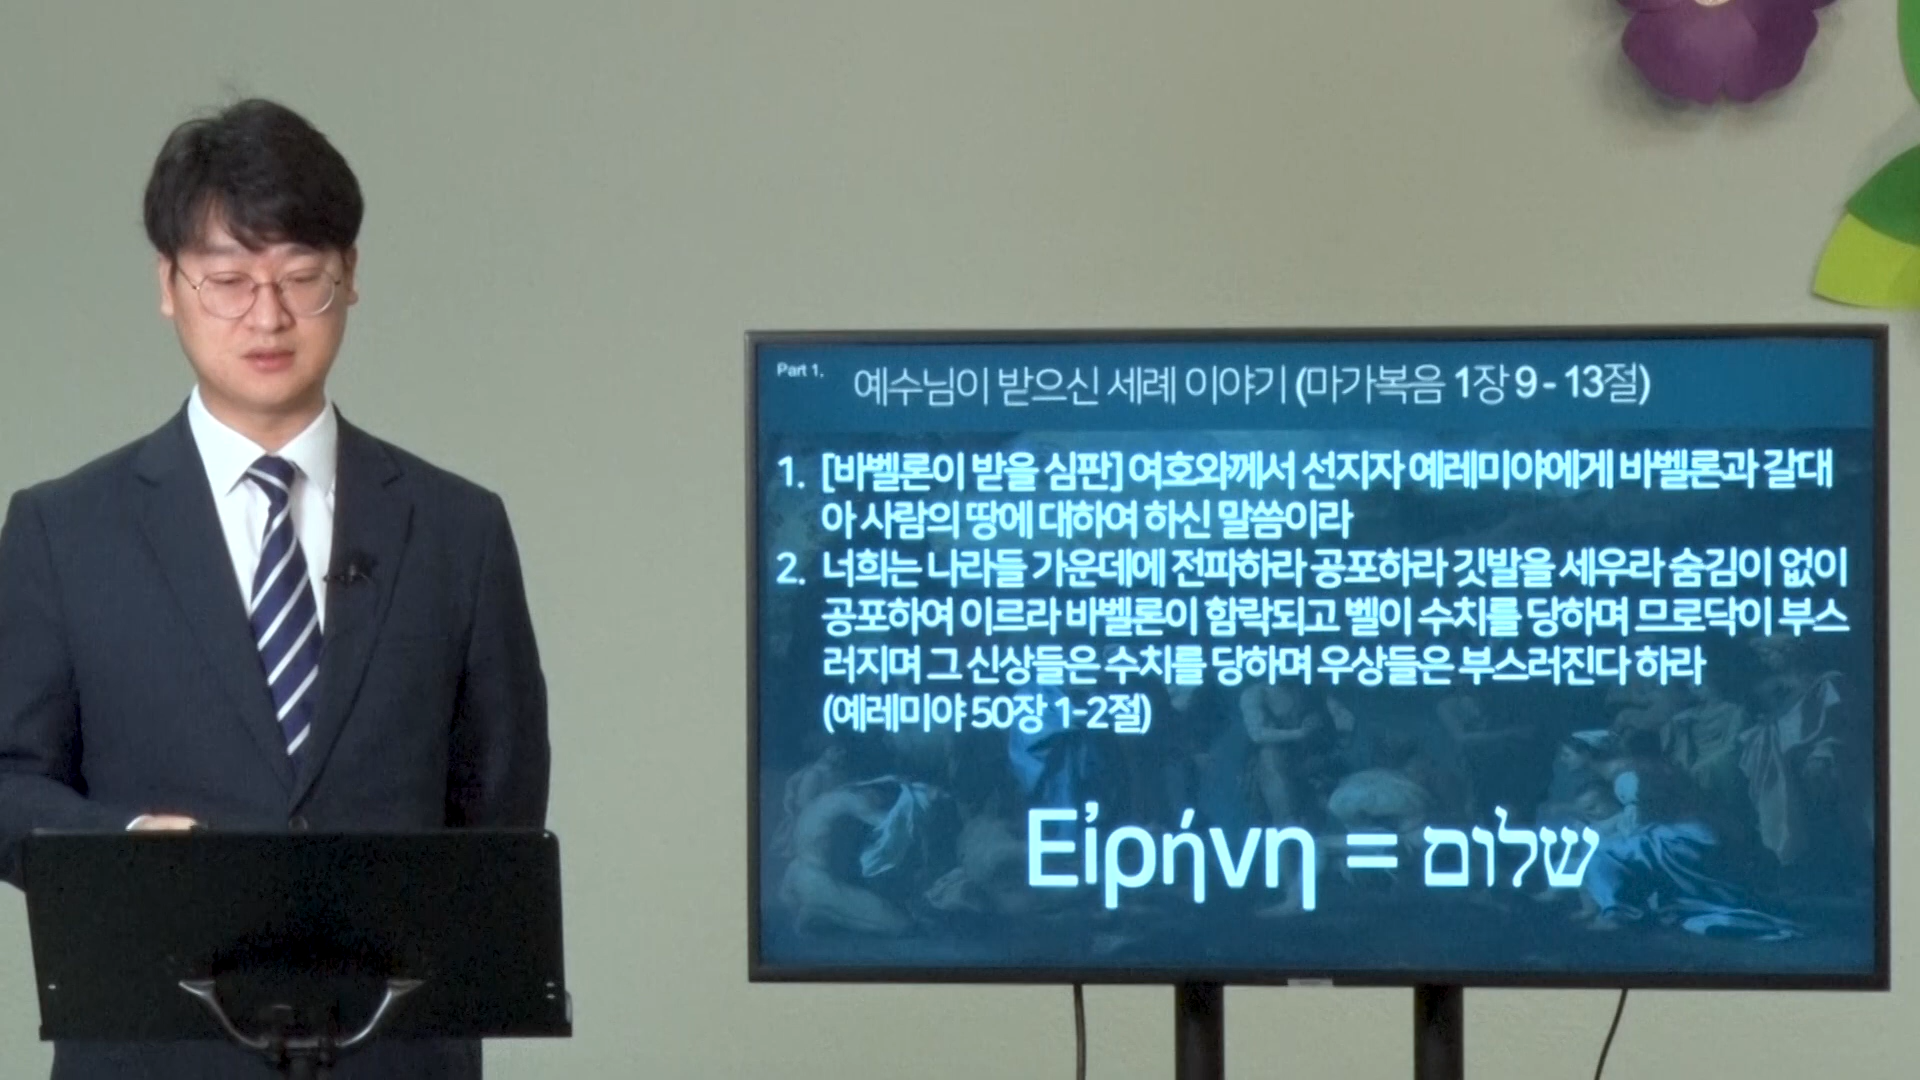 Part 1,
예수님이 받으신 세례 이야기 (마가복음 1장 9 - 13절)
1. [바벨론이 받을 심판] 여호와께서 선지자 예레미야에게 바벨론과 갈대
아 사람의 땅에 대하여 하신 말씀이라
2. 너희는 나라들 가운데에 전파하라 공포하라 깃발을 세우라 숨김이 없이
공포하여 이르라 바벨론이 함락되고 벨이 수치를 당하며 므로닥이 부스
러지며 그 신상들은 수치를 당하며 우상들은 부스러진다 하라
(예레미야 50장 1-2절)
Εἰρήνη = שלום